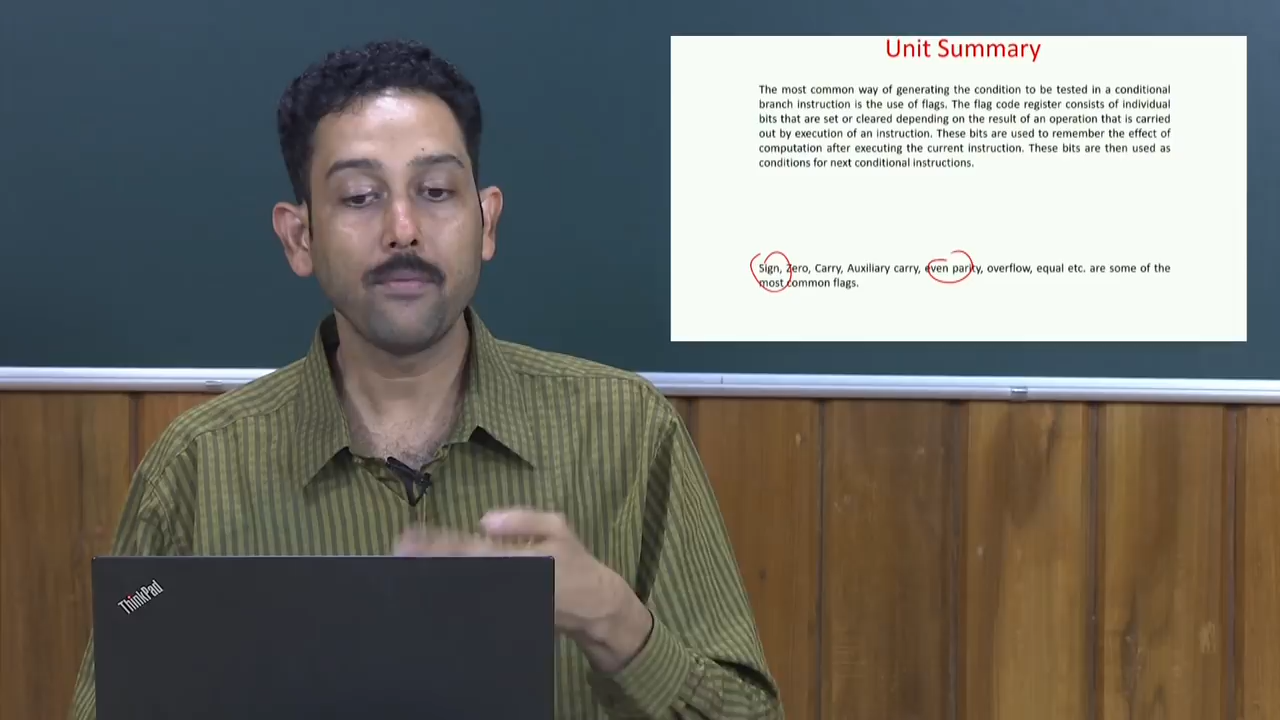 Unit Summary
The most common way of generating the condition to be tested in a conditional
branch instruction is the use of flags. The flag code register consists of individual
bits that are set or cleared depending on the result of an operation that is carried
out by execution of an instruction. These bits are used to remember the effect of
computation after executing the current instruction. These bits are then used as
conditions for next conditional instructions.
Sign, Zero, Carry, Auxiliary carry, even parity, overflow, equal etc. are some of the
most common flags.
ThinkPad